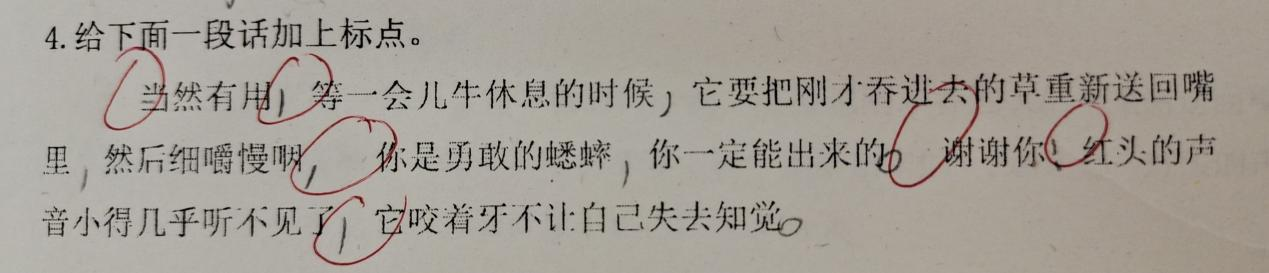 4.给下面一段话加上标点。
当然有用,等一会儿牛休息的时候,它要把刚才吞进去的草重新送回嘴
里,然后细嚼慢咽,你是勇敢的蟋蟀,你一定能出来的。谢谢你!红头的声
音小得几乎听不见了,它咬着牙不让自己失去知觉。